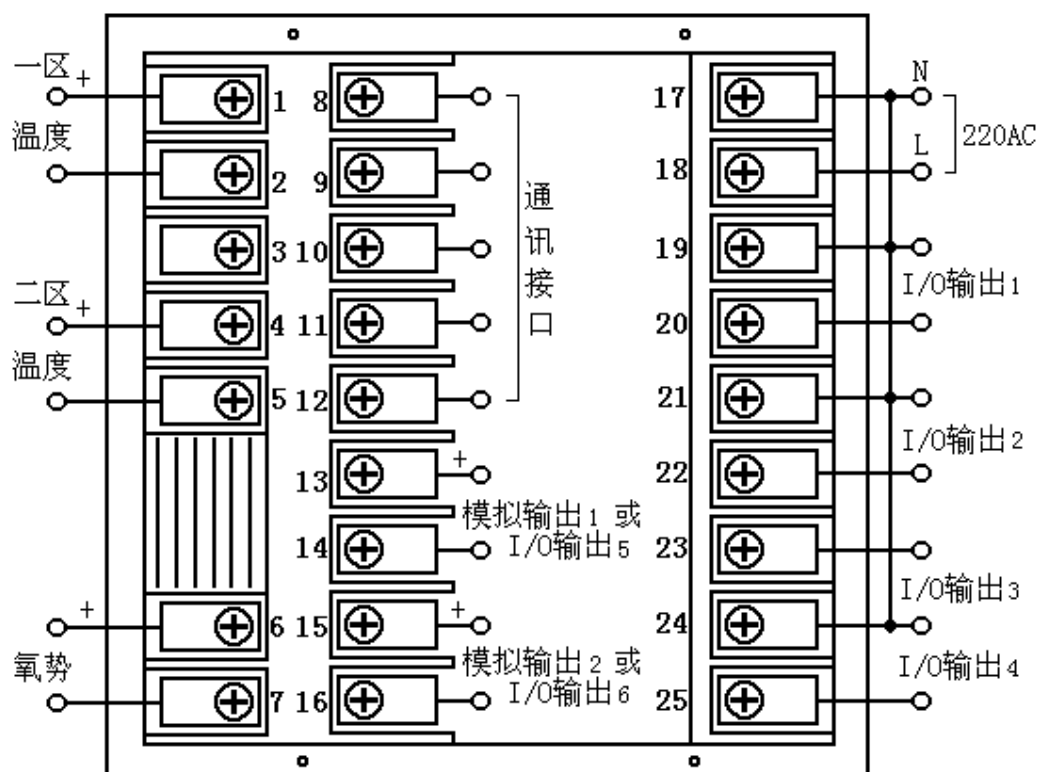 一区 +
温度
二区 +
温度
+
氧势
1
2
3
4
5
6
7
8
9
10
11
12
13
14
15
16
通讯接口
+
模拟输出1 或
I/O输出5
+
模拟输出2 或
I/O输出6
17
18
19
20
21
22
23
24
25
N
L
220AC
I/O输出1
I/O输出2
I/O输出3
I/O输出4